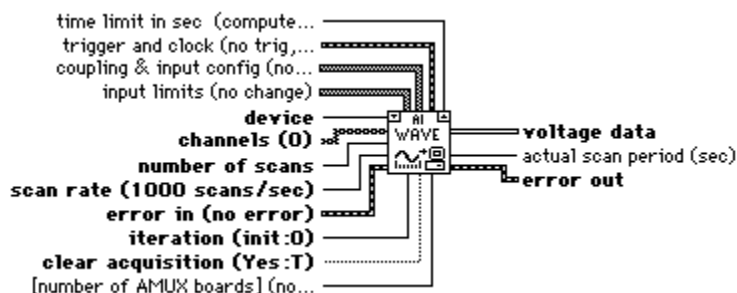 time limit in sec (compute...
trigger and clock (no trig,...
coupling & input config (no...
input limits (no change)
device
channels (0)
number of scans
scan rate (1000 scans/sec)
error in (no error)
iteration (init:0)
clear acquisition (Yes:T)
[number of AMUX boards] (no...
AI
WAVE
voltage data
actual scan period (sec)
error out